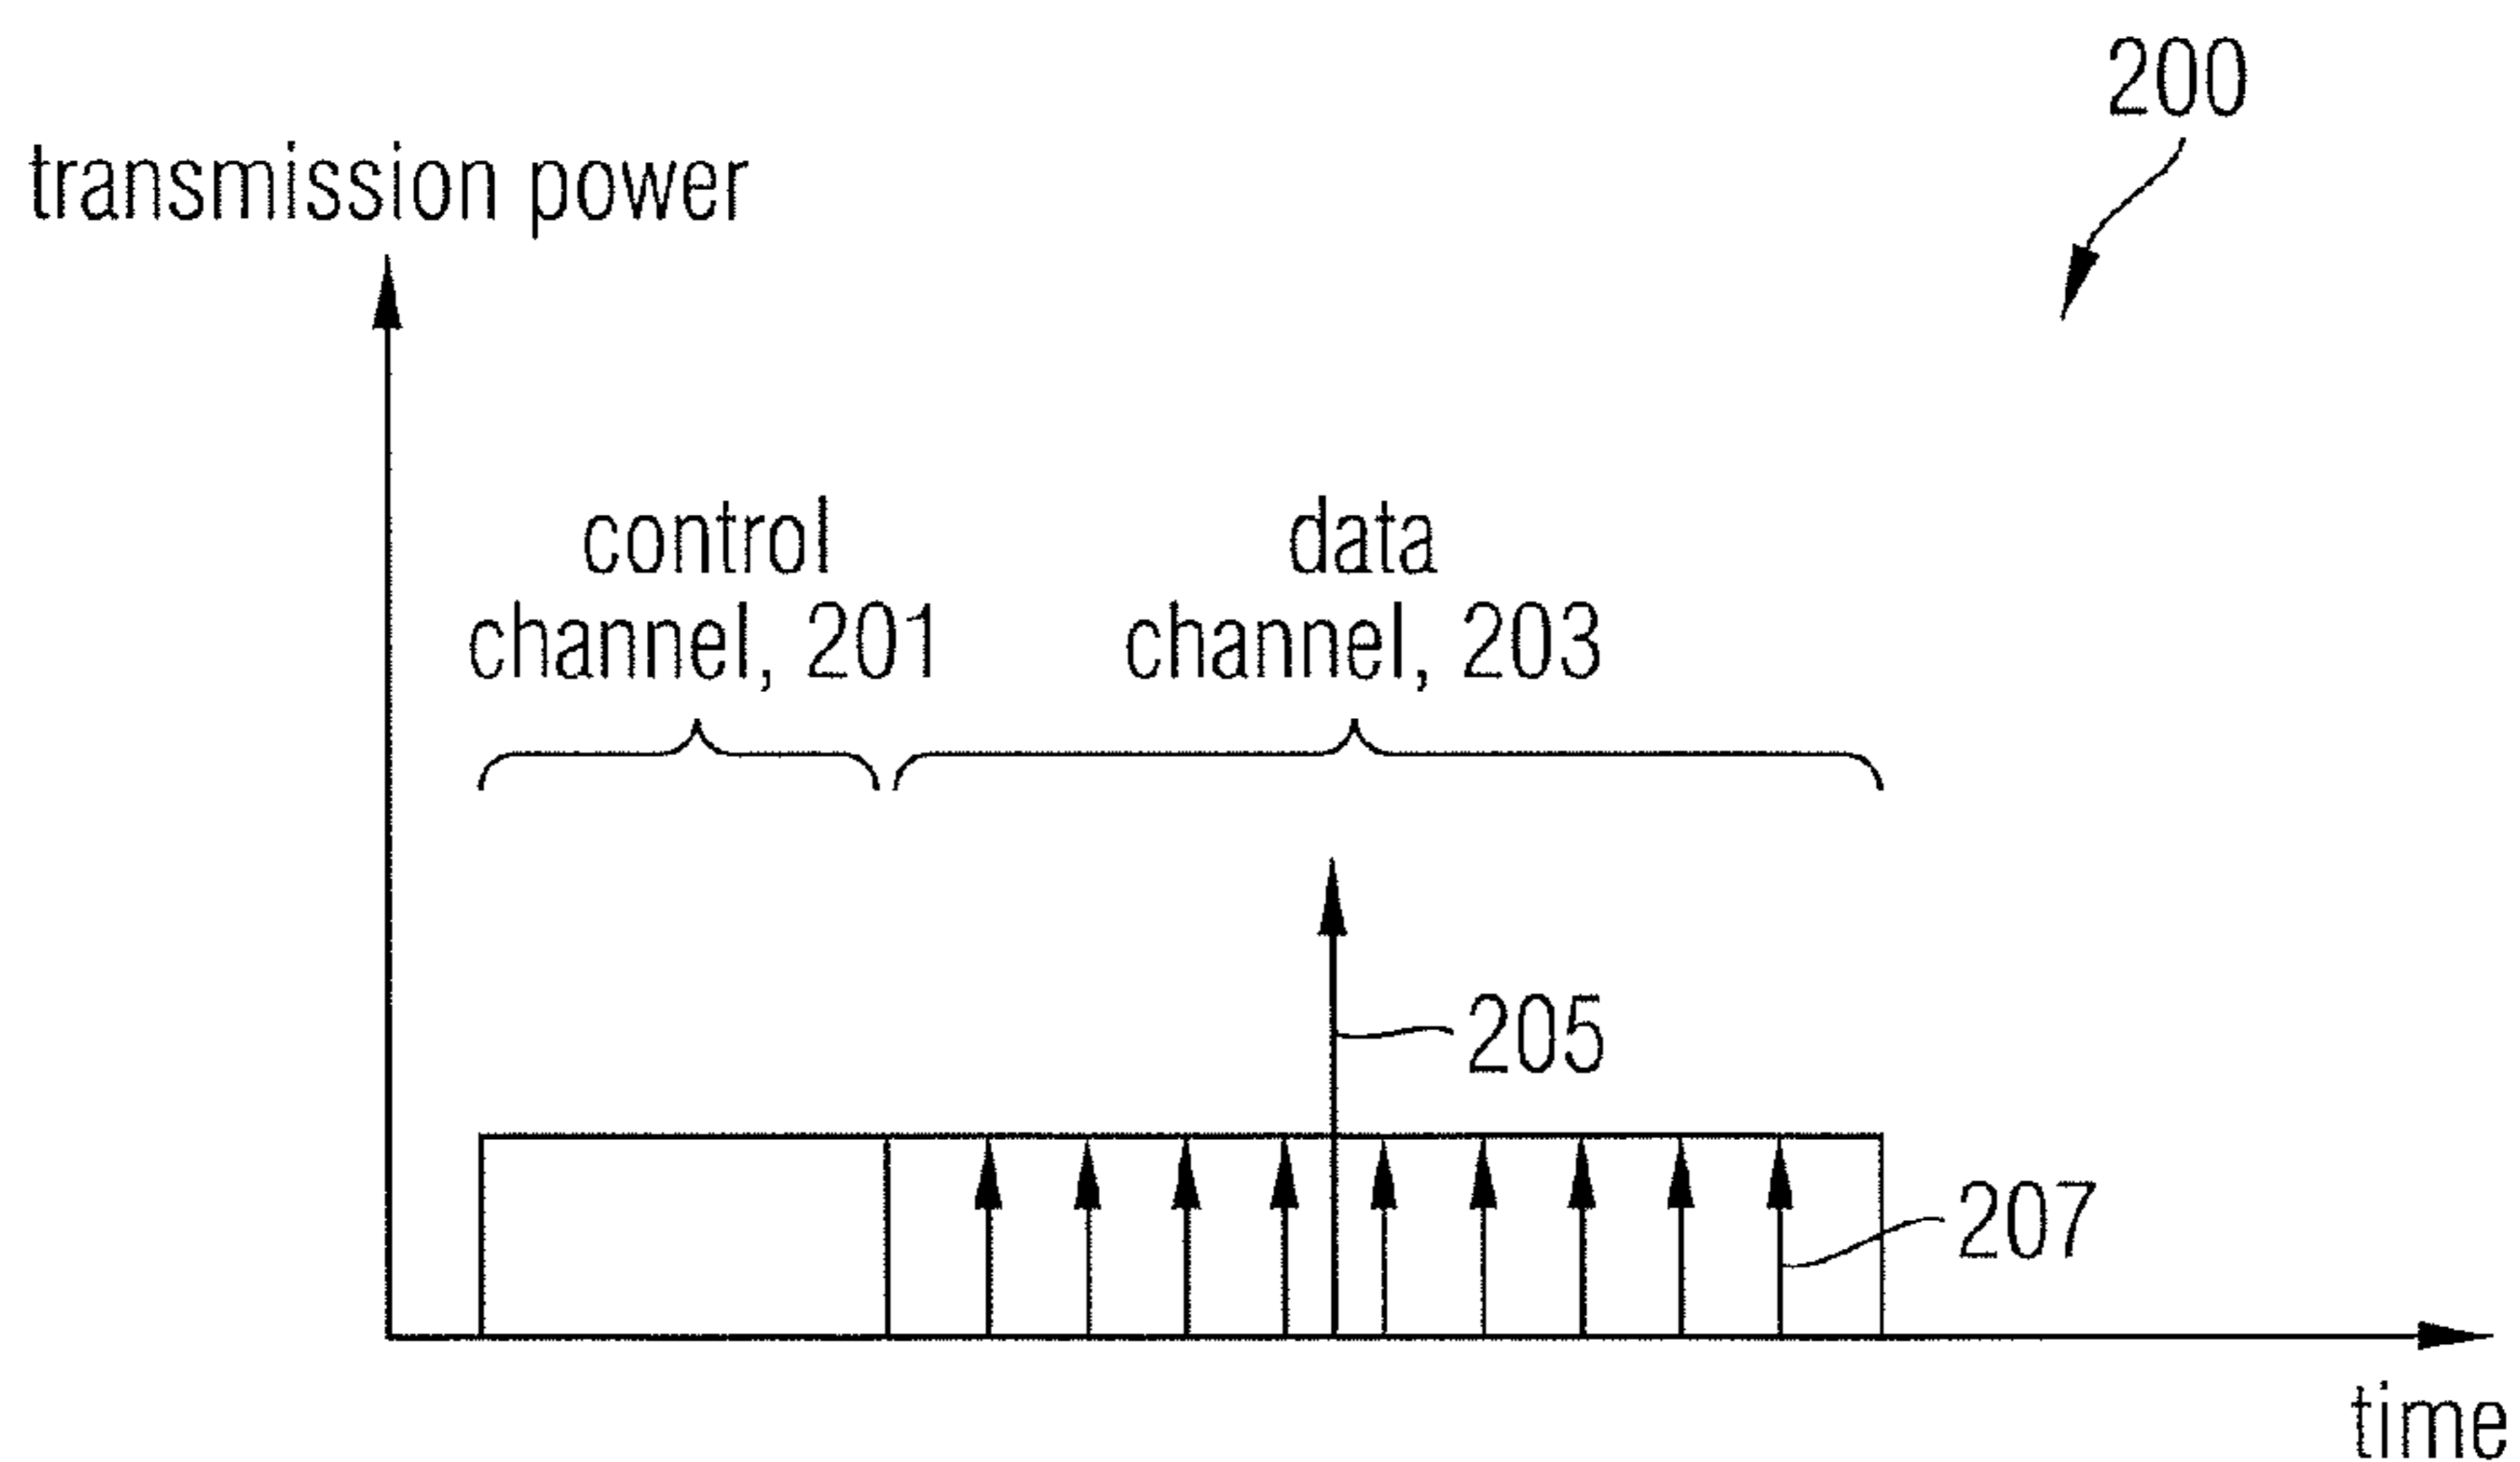 200
transmission power
control
channel, 201
data
channel, 203
205
207
time